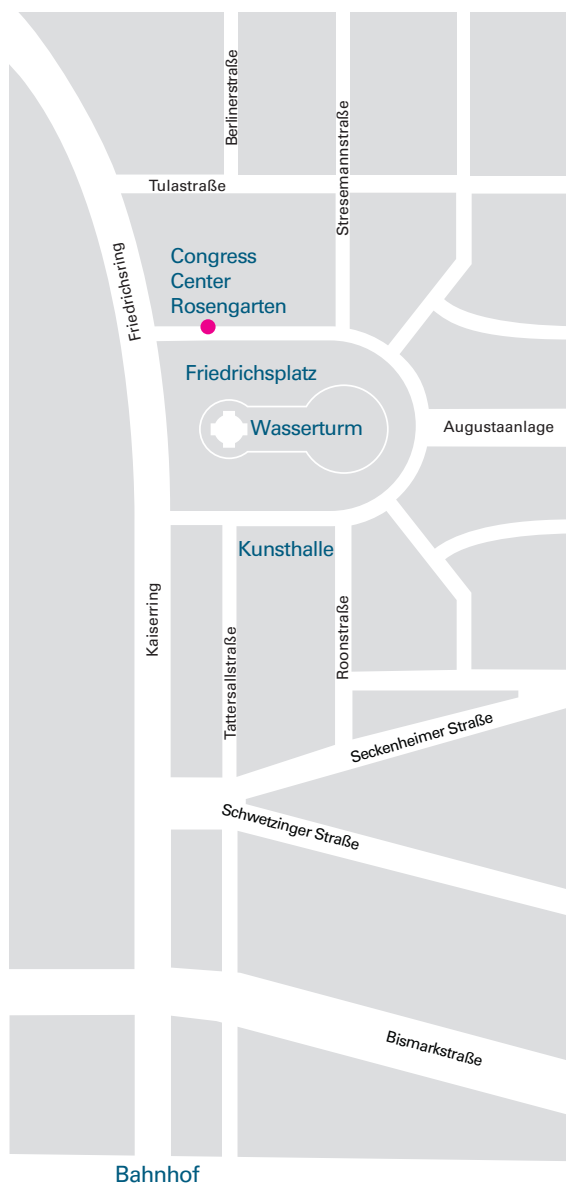 Berlinerstraße
Stresemannstraße
Tulastraße
Friedrichsring
Congress
Center
Rosengarten
Friedrichsplatz
Wasserturm
Augustaanlage
Kunsthalle
Kaiserring
Tattersallstraße
Roonstraße
Seckenheimer Straße
Schwetzinger Straße
Bismarkstraße
Bahnhof